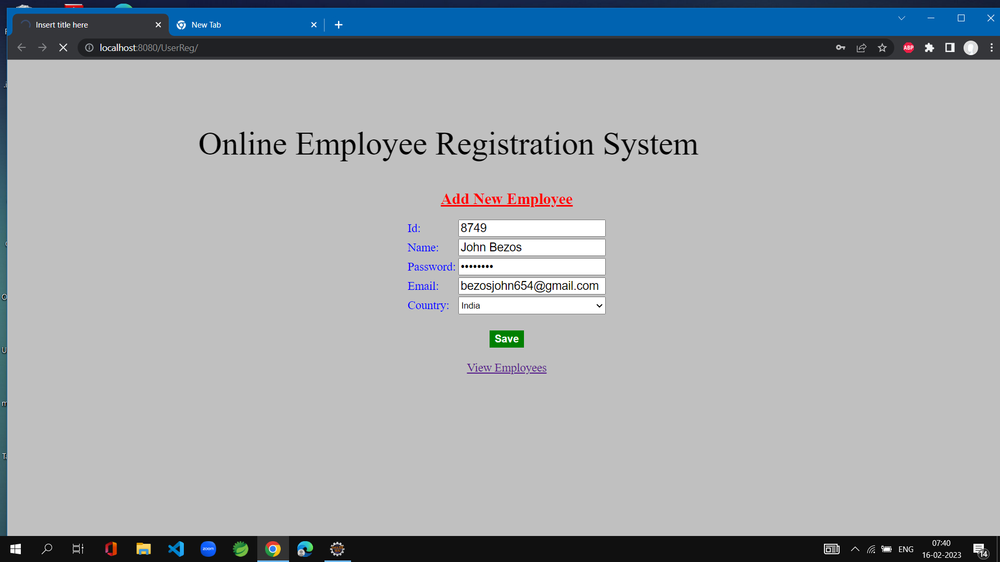 Insert title here
New Tab
localhost:8080/UserReg/
ABP
Online Employee Registration System
Add New Employee
Id: 8749
Name: John Bezos
Password: ••••••••
Email: bezosjohn654@gmail.com
Country: India
Save
View Employees
zoom
ENG
07:40
16-02-2023
14